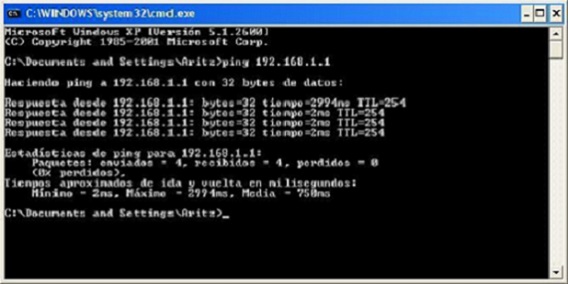 C:\WINDOWS\system32\cmd.exe
Microsoft Windows XP [Versión 5.1.2600]
(C) Copyright 1985-2001 Microsoft Corp.
C:\Documents and Settings\Aritz>ping 192.168.1.1
Haciendo ping a 192.168.1.1 con 32 bytes de datos:
Respuesta desde 192.168.1.1: bytes=32 tiempo=2994ms TTL=254
Respuesta desde 192.168.1.1: bytes=32 tiempo=2ms TTL=254
Respuesta desde 192.168.1.1: bytes=32 tiempo=2ms TTL=254
Respuesta desde 192.168.1.1: bytes=32 tiempo=2ms TTL=254
Estadísticas de ping para 192.168.1.1:
Paquetes: enviados = 4, recibidos = 4, perdidos = 0
(0% perdidos),
Tiempos aproximados de ida y vuelta en milisegundos:
Mínimo = 2ms, Máximo = 2994ms, Media = 750ms
C:\Documents and Settings\Aritz>_